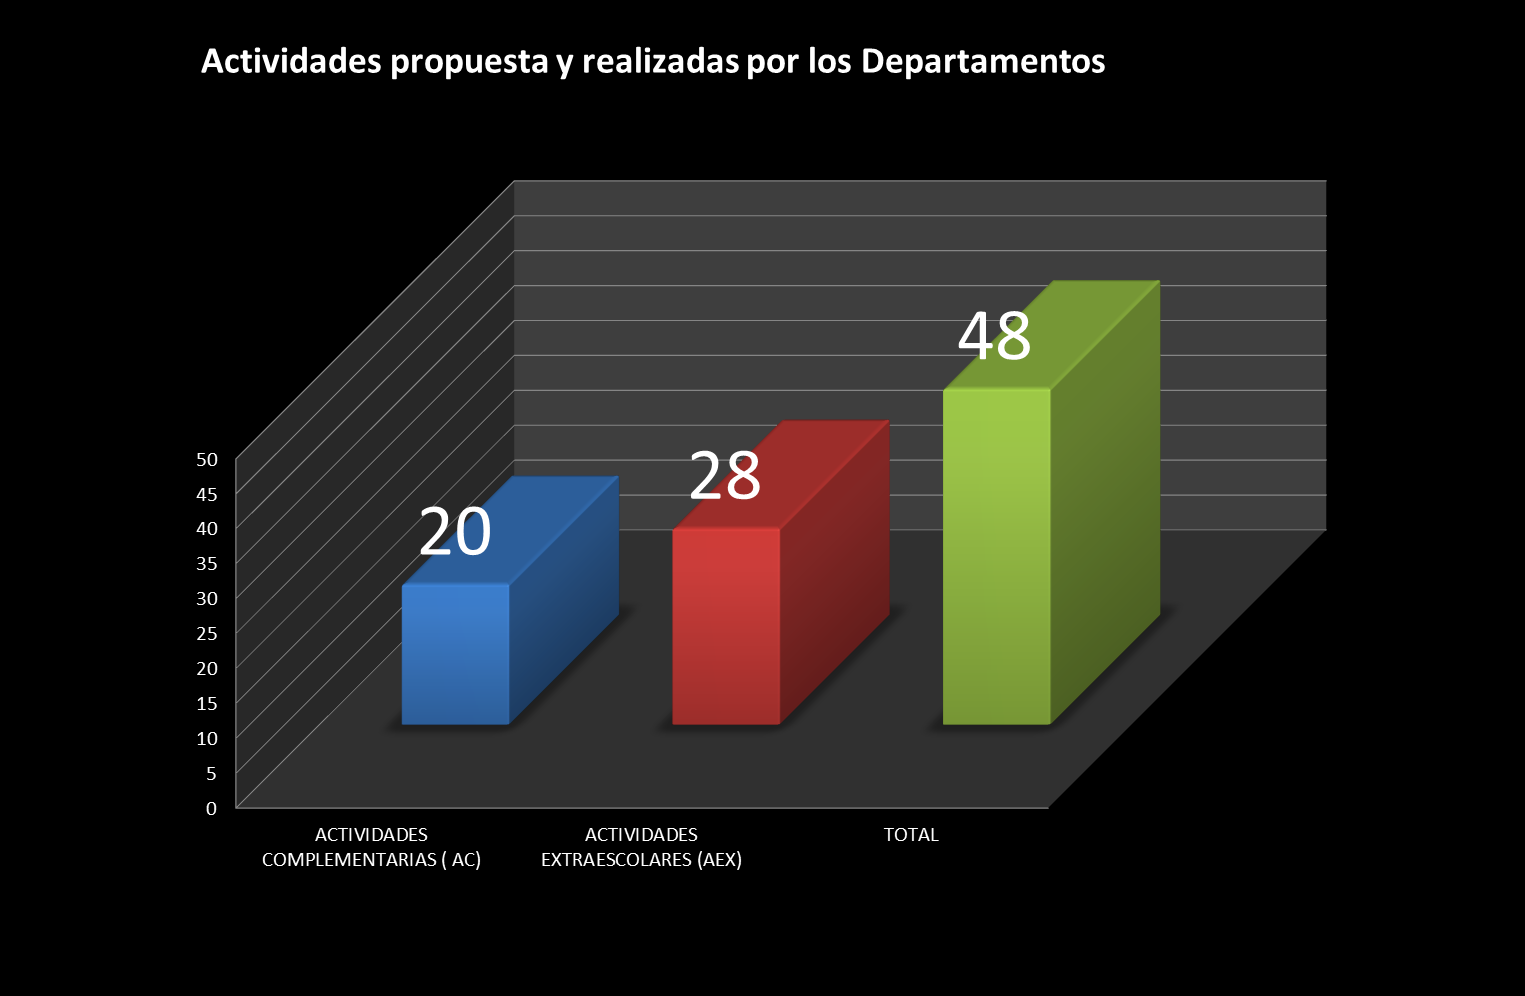 Actividades propuesta y realizadas por los Departamentos
48
28
20
50
45
40
35
30
25
20
15
10
5
0
ACTIVIDADES
COMPLEMENTARIAS ( AC)
ACTIVIDADES
EXTRAESCOLARES (AEX)
TOTAL